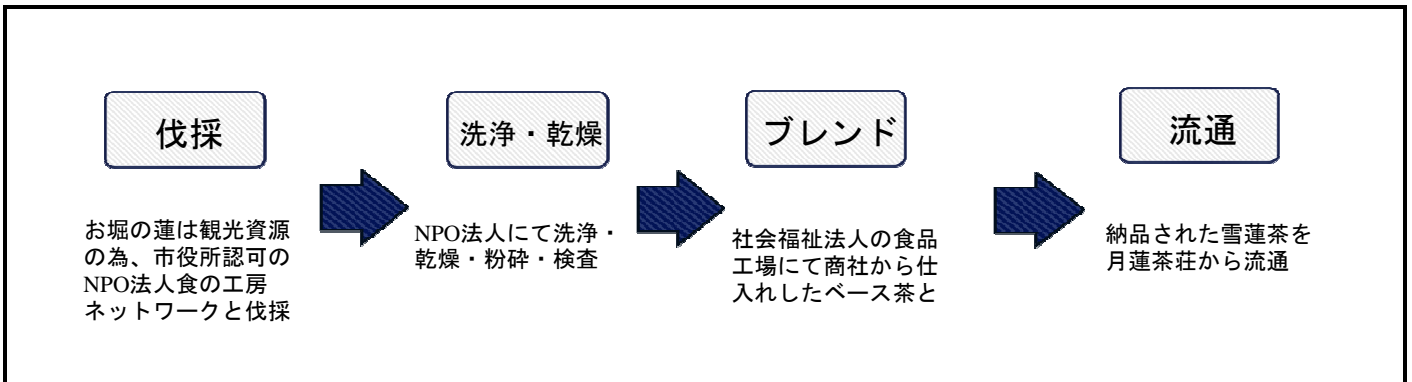 伐採
お堀の蓮は観光資源
の為、市役所認可の
NPO法人食の工房
ネットワークと伐採
洗浄・乾燥
NPO法人にて洗浄・
乾燥・粉砕・検査
ブレンド
社会福祉法人の食品
工場にて商社から仕
入れしたベース茶と
流通
納品された雪蓮茶を
月蓮茶荘から流通